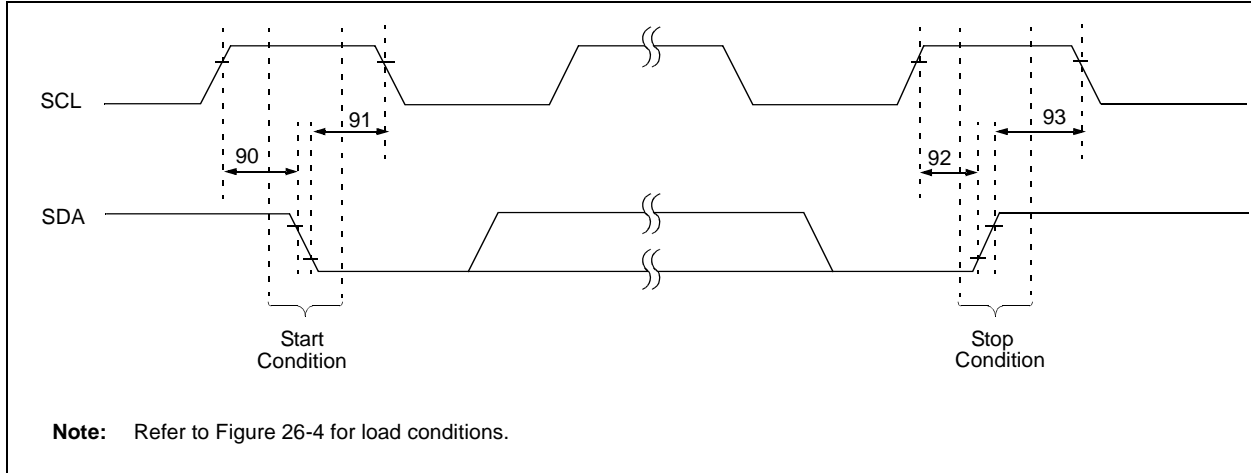 SCL
91
93
90
92
SDA
Start
Condition
Stop
Condition
Note: Refer to Figure 26-4 for load conditions.